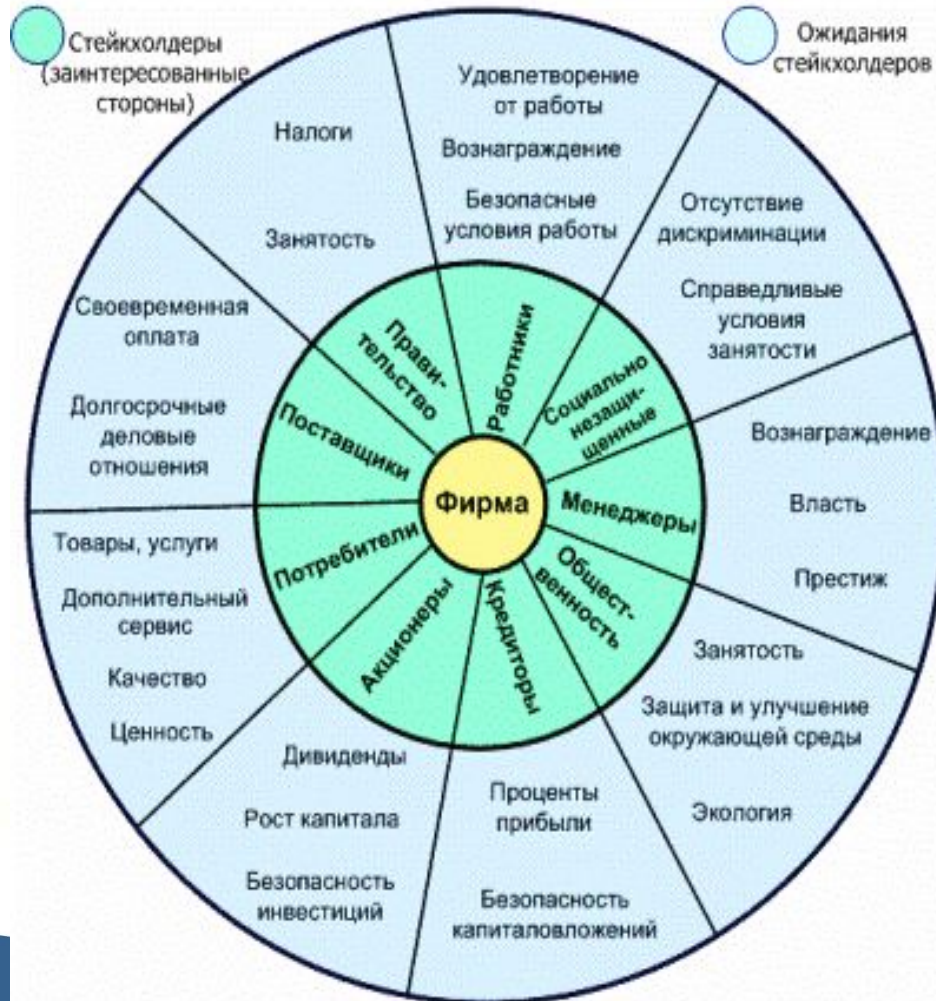 Стейкхолдеры
(заинтересованные
стороны)
Ожидания
стейкхолдеров
Удовлетворение
от работы
Вознаграждение
Безопасные
условия работы
Отсутствие
дискриминации
Справедливые
условия
занятости
Вознаграждение
Власть
Престиж
Занятость
Защита и улучшение
окружающей среды
Экология
Проценты
прибыли
Безопасность
капиталовложений
Дивиденды
Рост капитала
Безопасность
инвестиций
Товары, услуги
Дополнительный
сервис
Качество
Ценность
Своевременная
оплата
Долгосрочные
деловые
отношения
Налоги
Занятость
Прави-
тельство
Работники
Социально
незащи-
щенные
Менеджеры
Общест-
венность
Кредиторы
Акционеры
Потребители
Поставщики
Фирма